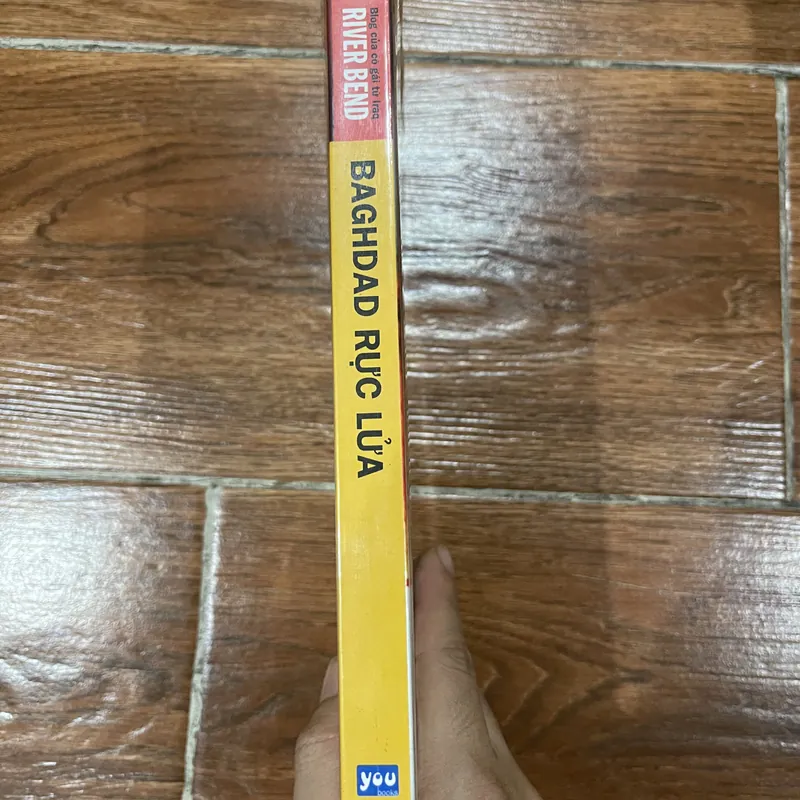 Blog của cô gái từ Iraq
RIVER BEND
BAGHDAD RỰC LỬA
you
books